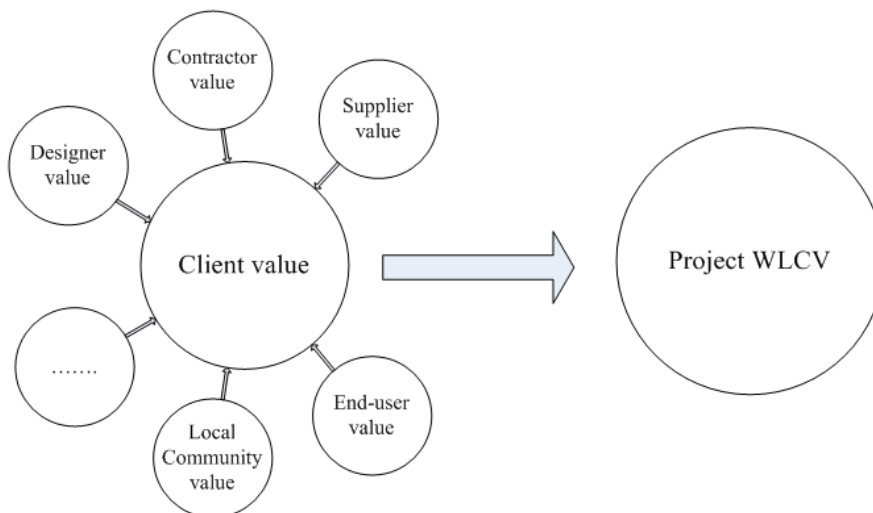 Contractor
value
Supplier
value
Designer
value
Client value
Project WLCV
.......
End-user
value
Local
Community
value